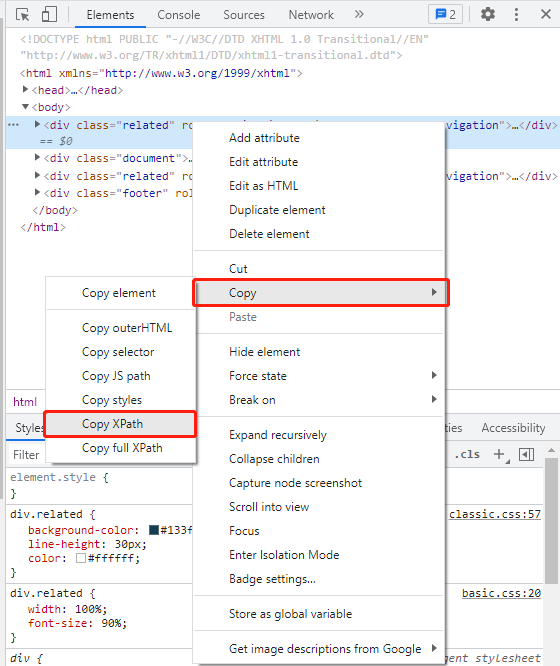 Elements Console Sources Network 2
<!DOCTYPE html PUBLIC "-//W3C//DTD XHTML 1.0 Transitional//EN"
"http://www.w3.org/TR/xhtml1/DTD/xhtml1-transitional.dtd">
<html xmlns="http://www.w3.org/1999/xhtml">
<head>…</head>
<body>
<div class="related" ro vigation">…</div>
== $0
<div class="document">…
<div class="related" ro vigation">…</div>
<div class="footer" rol
</body>
</html>
Add attribute
Edit attribute
Edit as HTML
Duplicate element
Delete element
Cut
Copy
Paste
Hide element
Force state
Break on
Expand recursively
Collapse children
Capture node screenshot
Scroll into view
Focus
Enter Isolation Mode
Badge settings...
Store as global variable
Get image descriptions from Google
Copy element
Copy outerHTML
Copy selector
Copy JS path
Copy styles
Copy XPath
Copy full XPath
html
Styles ties Accessibility
Filter .cls
element.style {
}
div.related { classic.css:57
background-color: #133f
line-height: 30px;
color: #ffffff;
}
div.related { basic.css:20
width: 100%;
font-size: 90%;
}
div { gent stylesheet